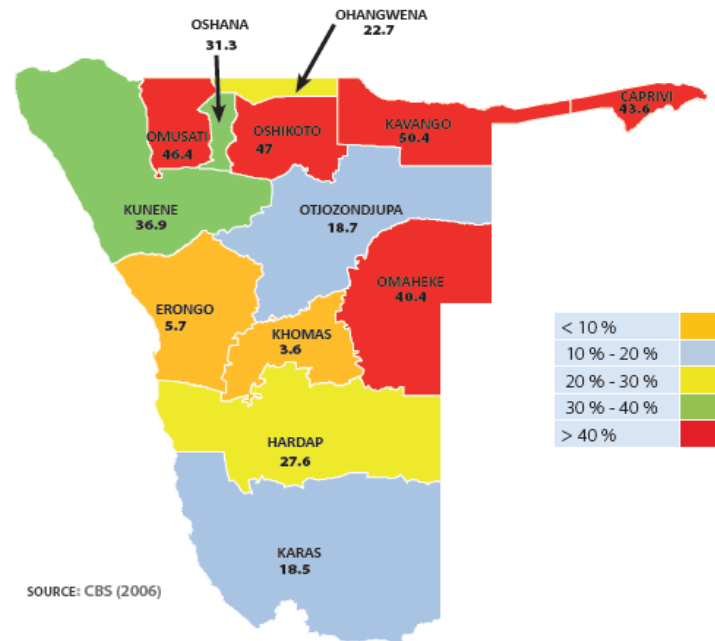 OHANGWENA
22.7
OSHANA
31.3
CAPRIVI
43.6
OMUSATI
46.4
OSHIKOTO
47
KAVANGO
50.4
KUNENE
36.9
OTJOZONDJUPA
18.7
OMAHEKE
40.4
ERONGO
5.7
KHOMAS
3.6
< 10 %
10 % - 20 %
20 % - 30 %
30 % - 40 %
> 40 %
HARDAP
27.6
KARAS
18.5
SOURCE: CBS (2006)